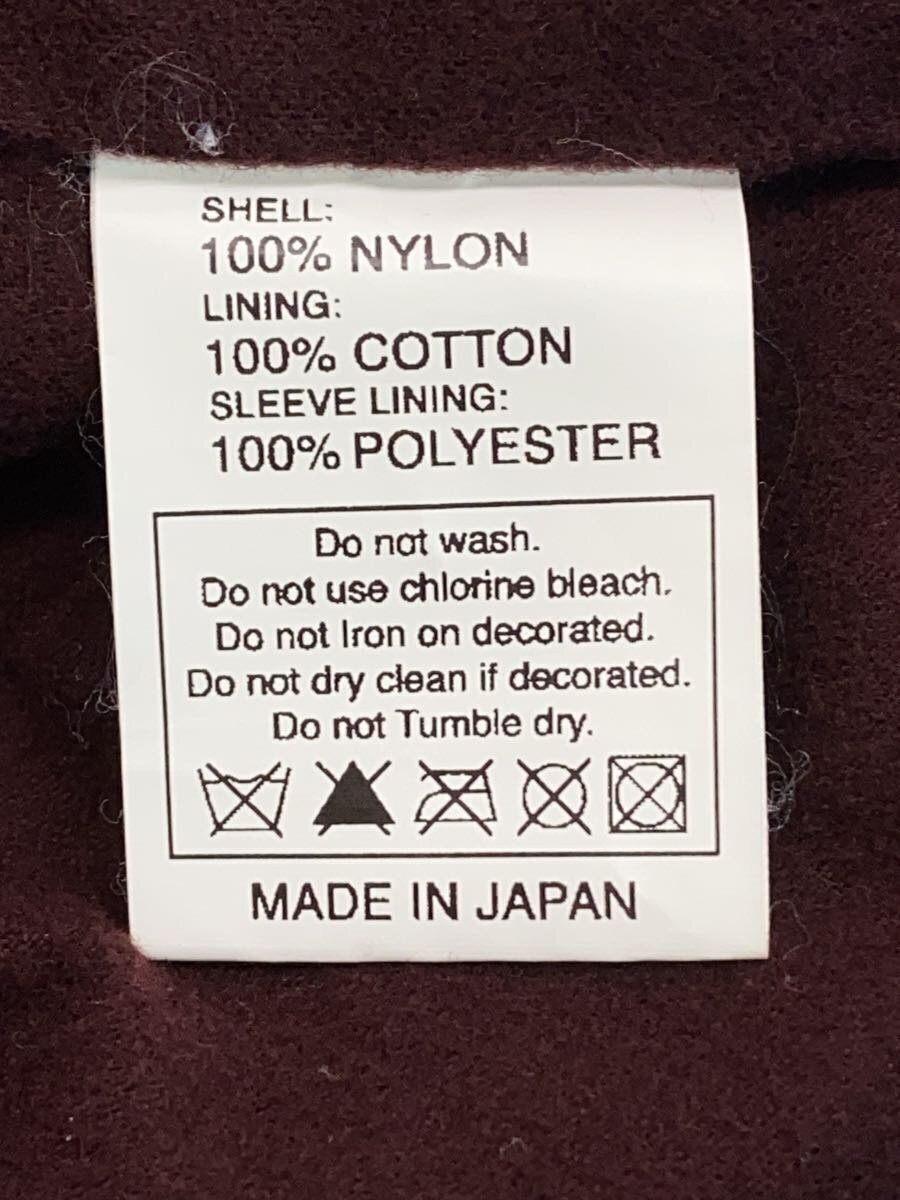 SHELL:
100% NYLON
LINING:
100% COTTON
SLEEVE LINING:
100% POLYESTER
Do not wash.
Do not use chlorine bleach.
Do not Iron on decorated.
Do not dry clean if decorated.
Do not Tumble dry.
MADE IN JAPAN